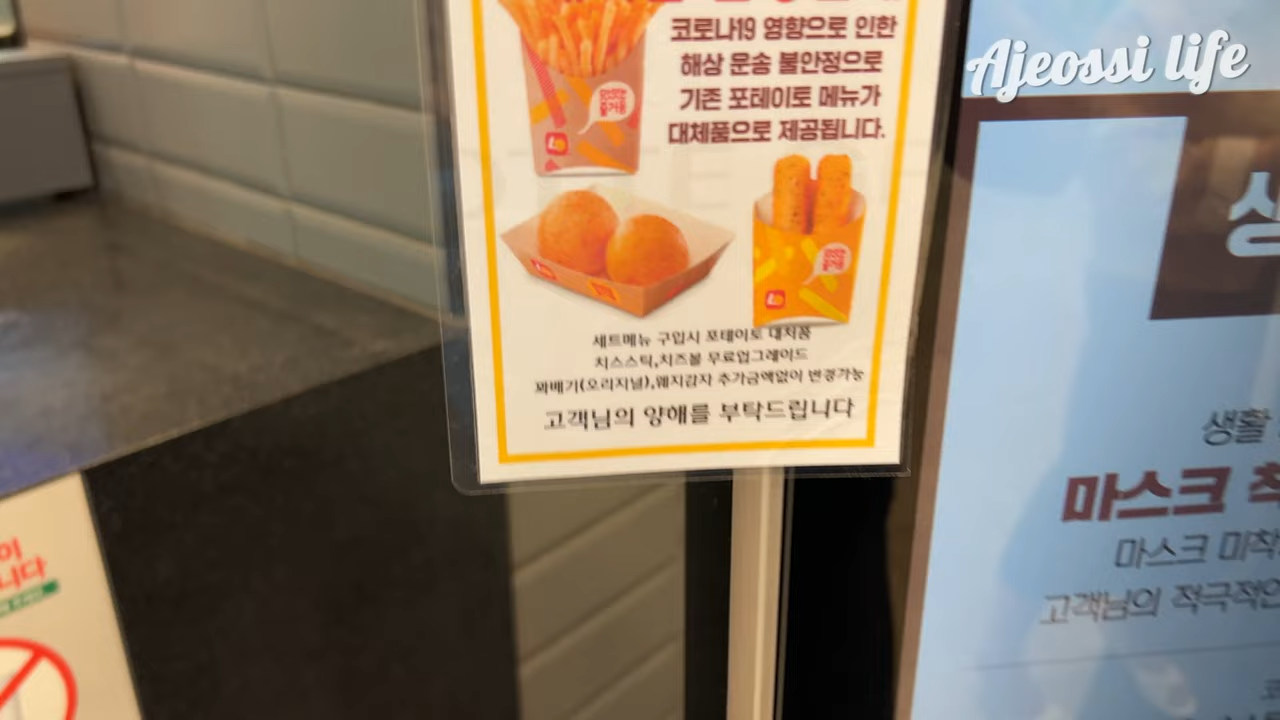 코로나19 영향으로 인한
해상 운송 불안정으로
기존 포테이토 메뉴가
대체품으로 제공됩니다.
세트메뉴 구입시 포테이토 대치품
치즈스틱,치즈볼 무료업그레이드
꽈배기(오리지널),웨지감자 추가금액없이 변경가능
고객님의 양해를 부탁드립니다
Ajeossi life
생활
마스크 착
마스크 미착
고객님의 적극적인
이
니다